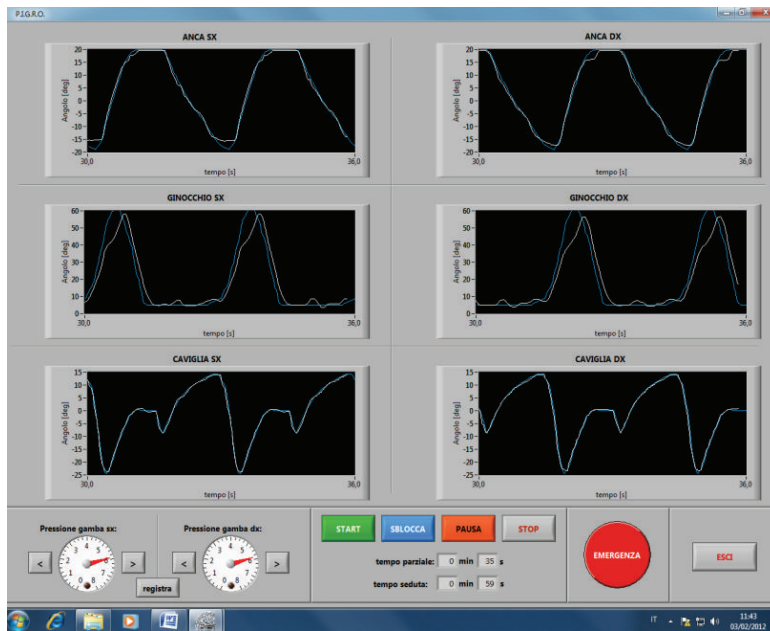 P.I.G.R.O.
ANCA SX
ANCA DX
Angolo [deg]
20
15
10
5
0
-5
-10
-15
-20
30,0
36,0
tempo [s]
Angolo [deg]
20
15
10
5
0
-5
-10
-15
-20
30,0
36,0
tempo [s]
GINOCCHIO SX
GINOCCHIO DX
Angolo [deg]
60
50
40
30
20
10
0
30,0
36,0
tempo [s]
Angolo [deg]
60
50
40
30
20
10
0
30,0
36,0
tempo [s]
CAVIGLIA SX
CAVIGLIA DX
Angolo [deg]
15
10
5
0
-5
-10
-15
-20
-25
30,0
36,0
tempo [s]
Angolo [deg]
15
10
5
0
-5
-10
-15
-20
-25
30,0
36,0
tempo [s]
Pressione gamba sx:
Pressione gamba dx:
< >
< >
registra
START SBLOCCA PAUSA STOP
tempo parziale: 0 min 35 s
tempo seduta: 0 min 59 s
EMERGENZA
ESCI
IT
11:43
03/02/2012